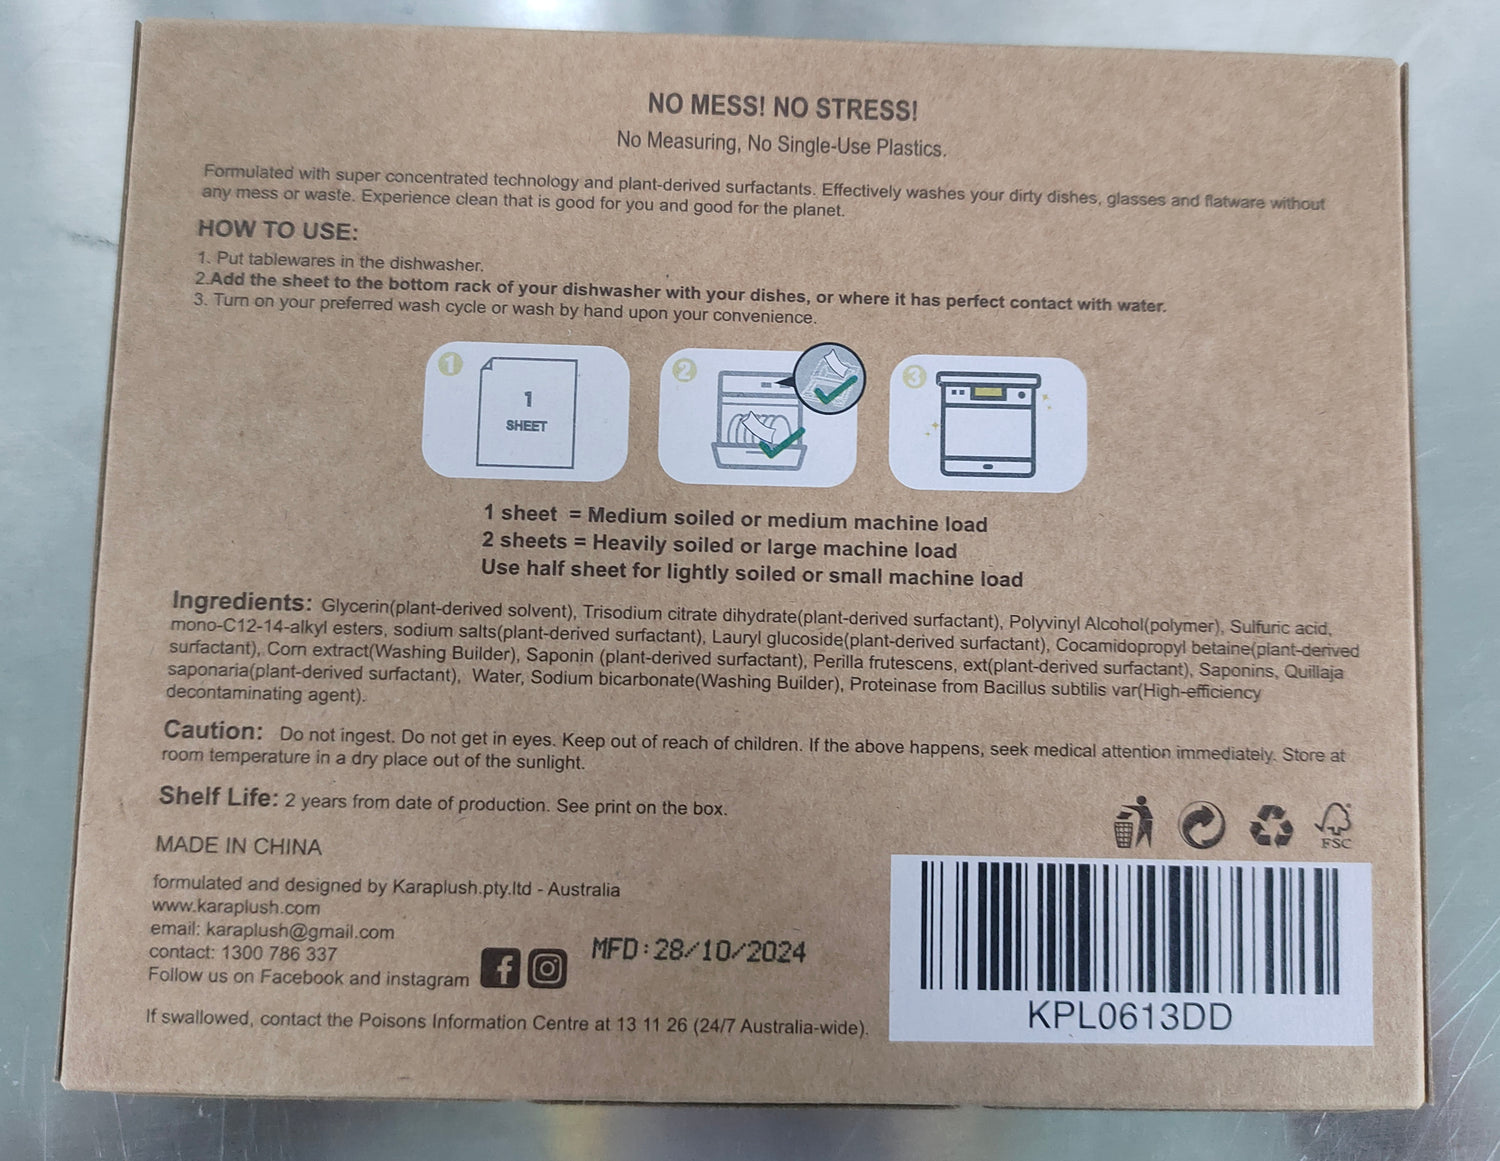 NO MESS! NO STRESS!
No Measuring, No Single-Use Plastics.
Formulated with super concentrated technology and plant-derived surfactants. Effectively washes your dirty dishes, glasses and flatware without
any mess or waste. Experience clean that is good for you and good for the planet.
HOW TO USE:
1. Put tablewares in the dishwasher.
2.Add the sheet to the bottom rack of your dishwasher with your dishes, or where it has perfect contact with water.
3. Turn on your preferred wash cycle or wash by hand upon your convenience.
1
1
SHEET
2
3
1 sheet = Medium soiled or medium machine load
2 sheets = Heavily soiled or large machine load
Use half sheet for lightly soiled or small machine load
Ingredients: Glycerin(plant-derived solvent), Trisodium citrate dihydrate(plant-derived surfactant), Polyvinyl Alcohol(polymer), Sulfuric acid,
mono-C12-14-alkyl esters, sodium salts(plant-derived surfactant), Lauryl glucoside(plant-derived surfactant), Cocamidopropyl betaine(plant-derived
surfactant), Corn extract(Washing Builder), Saponin (plant-derived surfactant), Perilla frutescens, ext(plant-derived surfactant), Saponins, Quillaja
saponaria(plant-derived surfactant), Water, Sodium bicarbonate(Washing Builder), Proteinase from Bacillus subtilis var(High-efficiency
decontaminating agent).
Caution: Do not ingest. Do not get in eyes. Keep out of reach of children. If the above happens, seek medical attention immediately. Store at
room temperature in a dry place out of the sunlight.
Shelf Life: 2 years from date of production. See print on the box.
MADE IN CHINA
FSC
formulated and designed by Karaplush.pty.ltd - Australia
www.karaplush.com
email: karaplush@gmail.com
contact: 1300 786 337
Follow us on Facebook and instagram
MFD:28/10/2024
KPL0613DD
If swallowed, contact the Poisons Information Centre at 13 11 26 (24/7 Australia-wide).